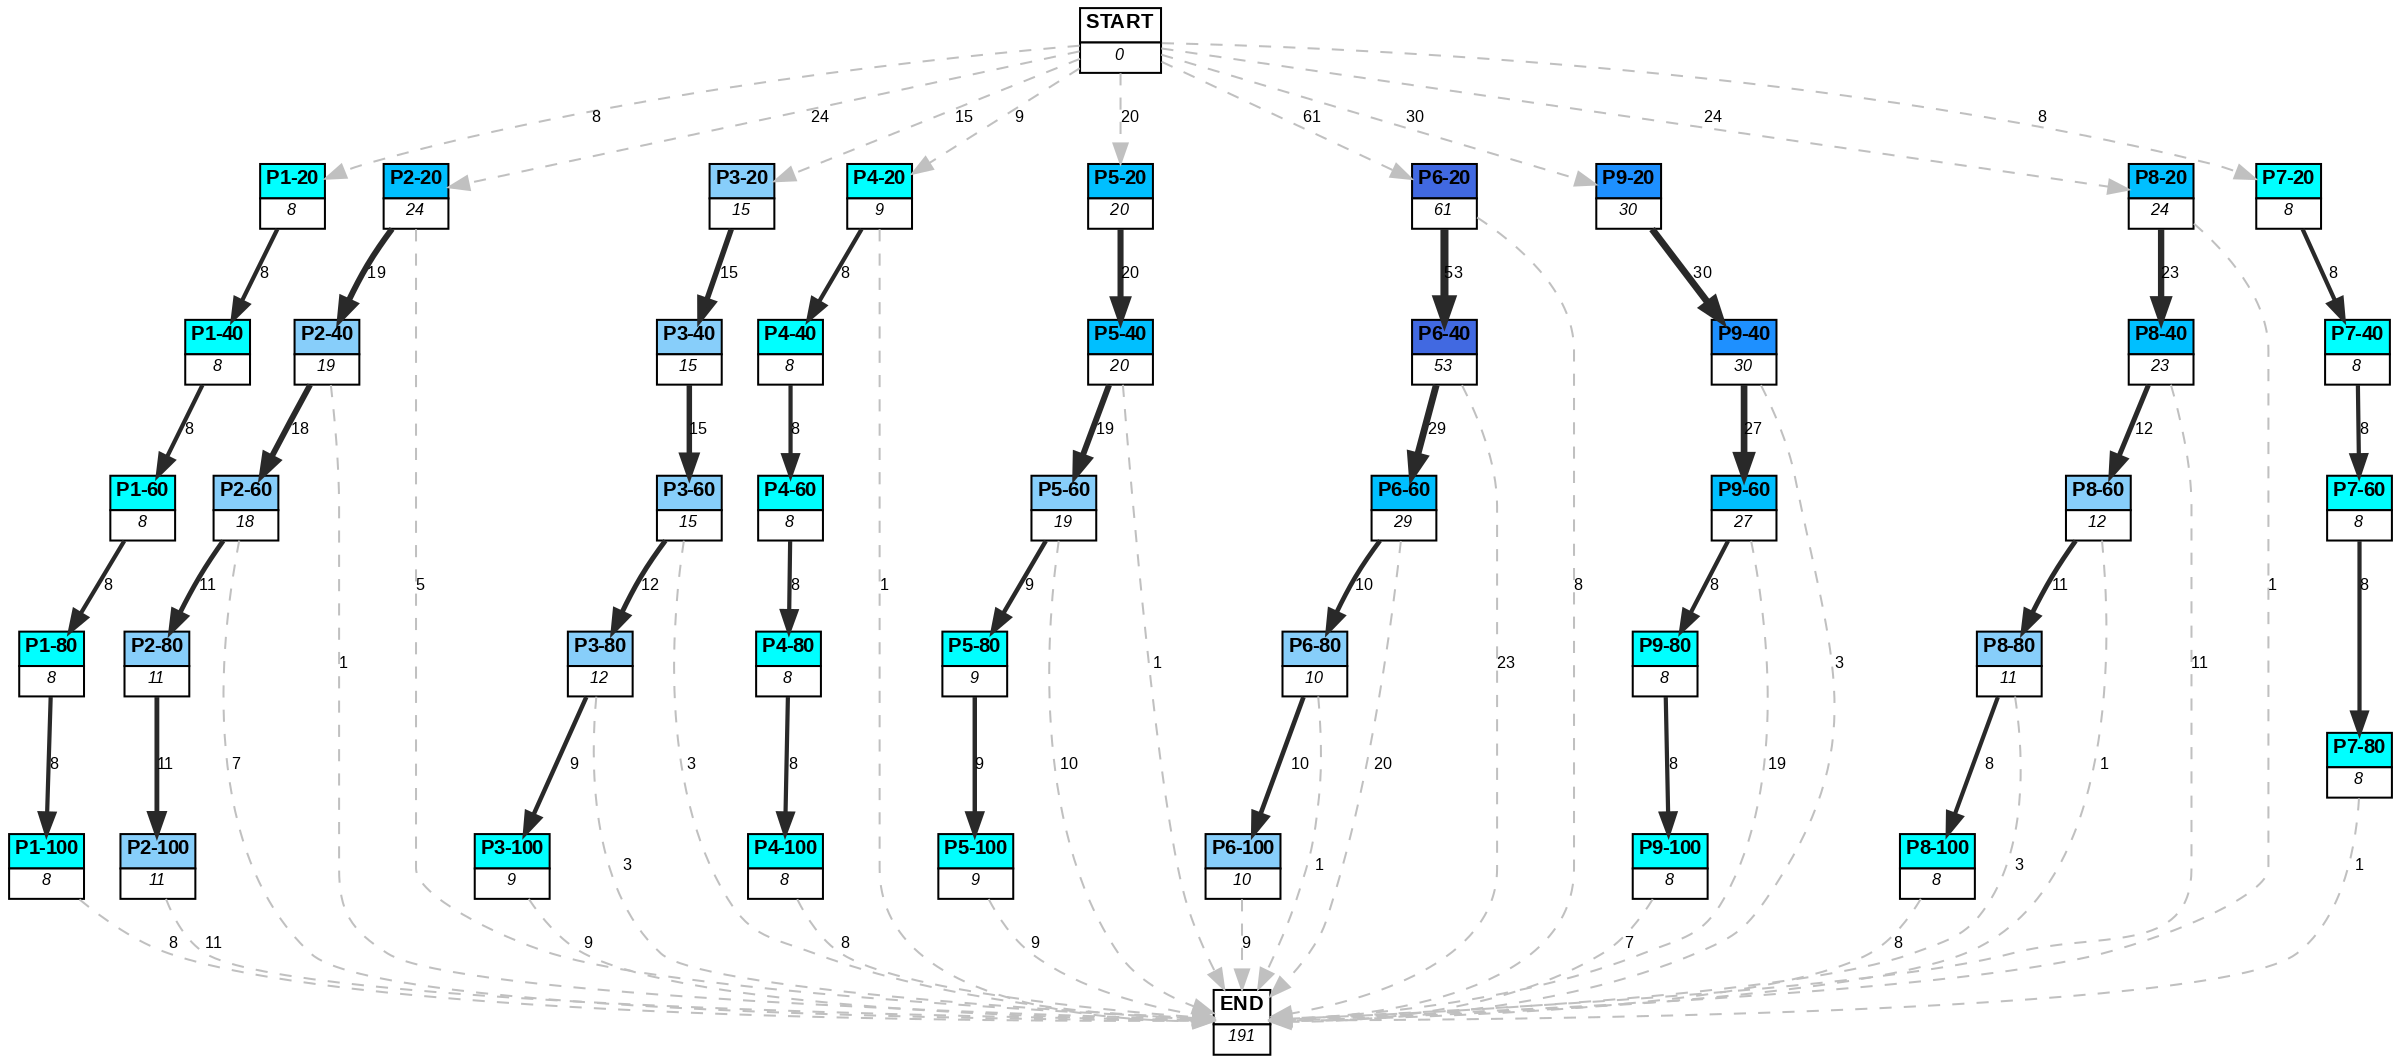 START
0
8
24
15
9
20
61
30
24
8
P1-20
8
P2-20
24
P3-20
15
P4-20
9
P5-20
20
P6-20
61
P9-20
30
P8-20
24
P7-20
8
8
19
15
8
20
53
30
23
8
P1-40
8
P2-40
19
P3-40
15
P4-40
8
P5-40
20
P6-40
53
P9-40
30
P8-40
23
P7-40
8
8
18
15
8
19
29
27
12
8
P1-60
8
P2-60
18
P3-60
15
P4-60
8
P5-60
19
P6-60
29
P9-60
27
P8-60
12
P7-60
8
8
11
5
12
8
1
9
10
8
8
11
1
8
P1-80
8
P2-80
11
1
P3-80
12
P4-80
8
P5-80
9
1
P6-80
10
23
P9-80
8
3
P8-80
11
11
8
11
7
9
3
8
9
10
10
20
8
19
8
1
P7-80
8
P1-100
8
P2-100
11
P3-100
9
3
P4-100
8
P5-100
9
P6-100
10
1
P9-100
8
P8-100
8
3
1
8
11
9
8
9
9
7
8
END
191